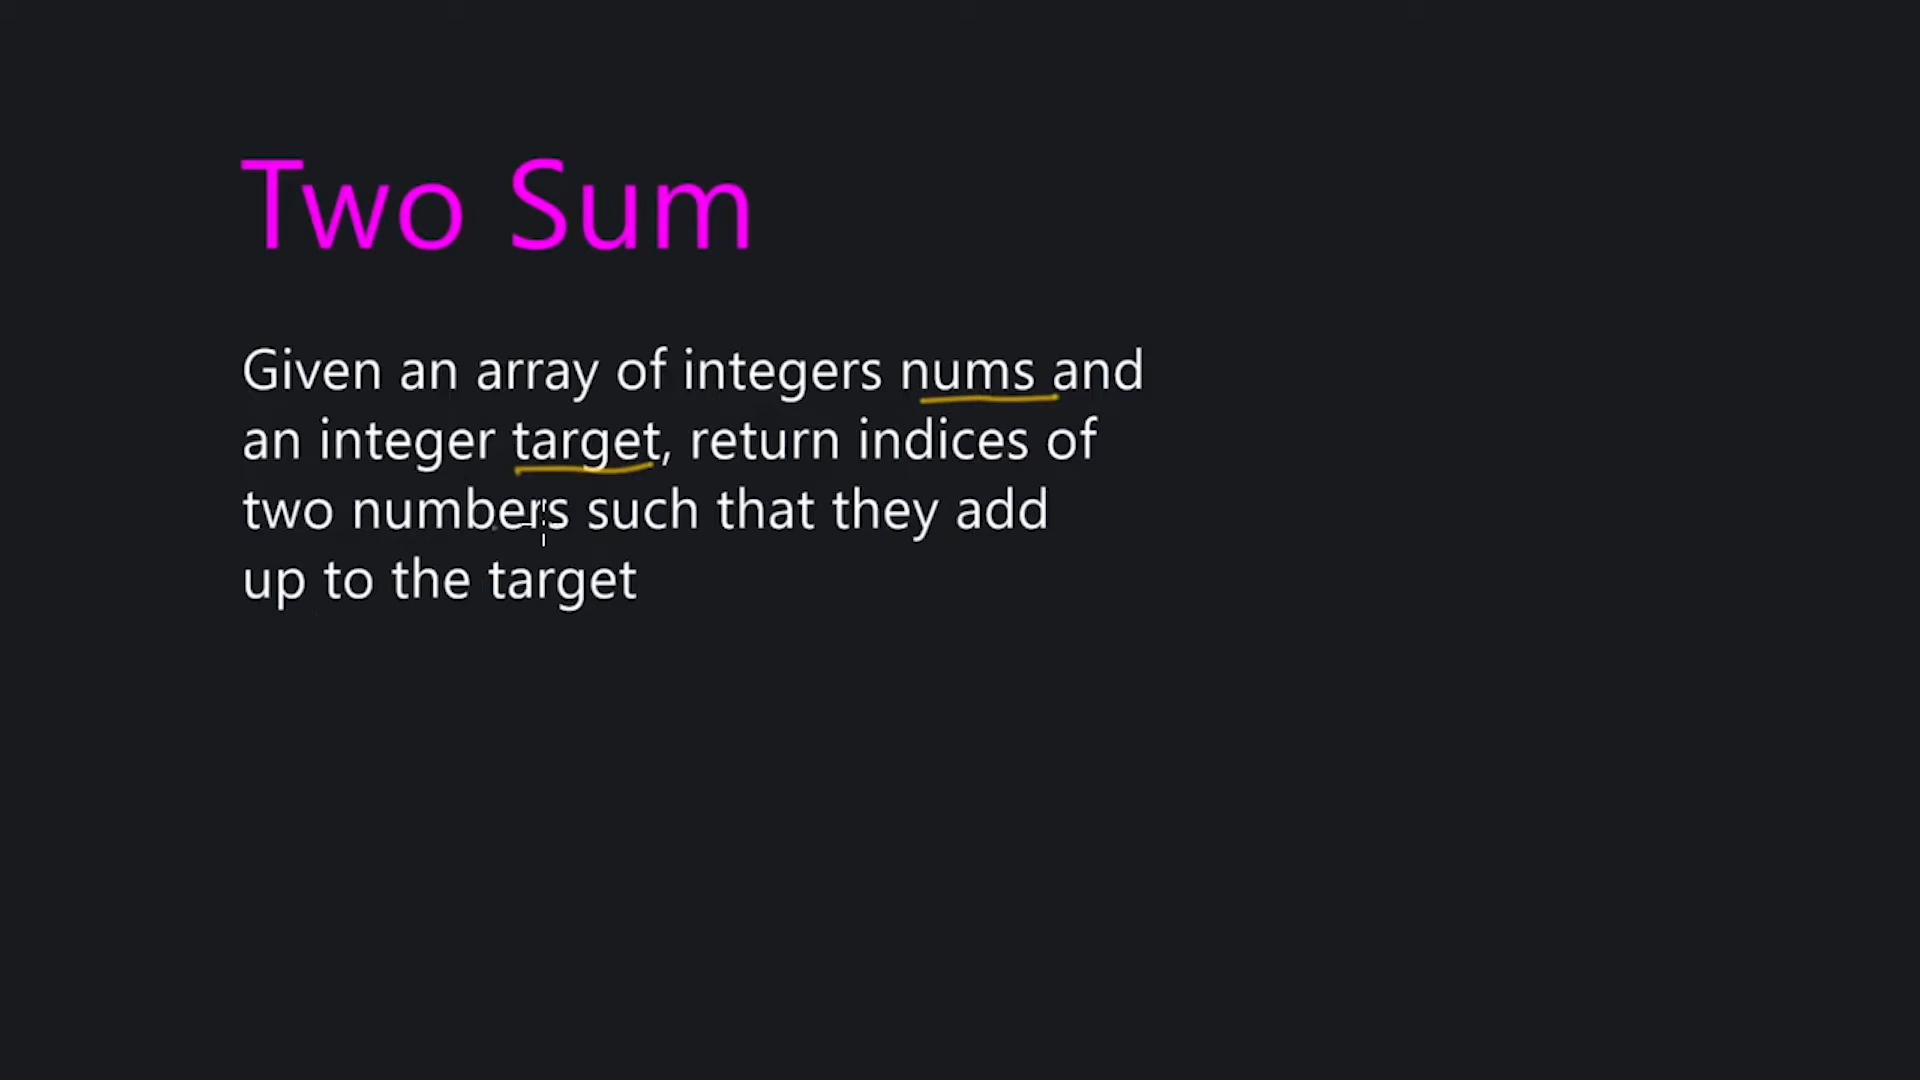 Two Sum
Given an array of integers nums and
an integer target, return indices of
two numbers such that they add
up to the target